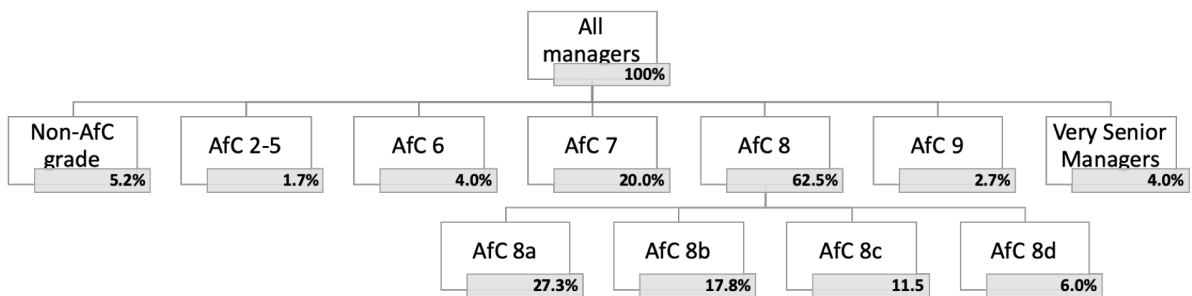 All
managers
100%
Non-AfC
grade
5.2%
AfC 2-5
1.7%
AfC 6
4.0%
AfC 7
20.0%
AfC 8
62.5%
AfC 9
2.7%
Very Senior
Managers
4.0%
AfC 8a
27.3%
AfC 8b
17.8%
AfC 8c
11.5
AfC 8d
6.0%